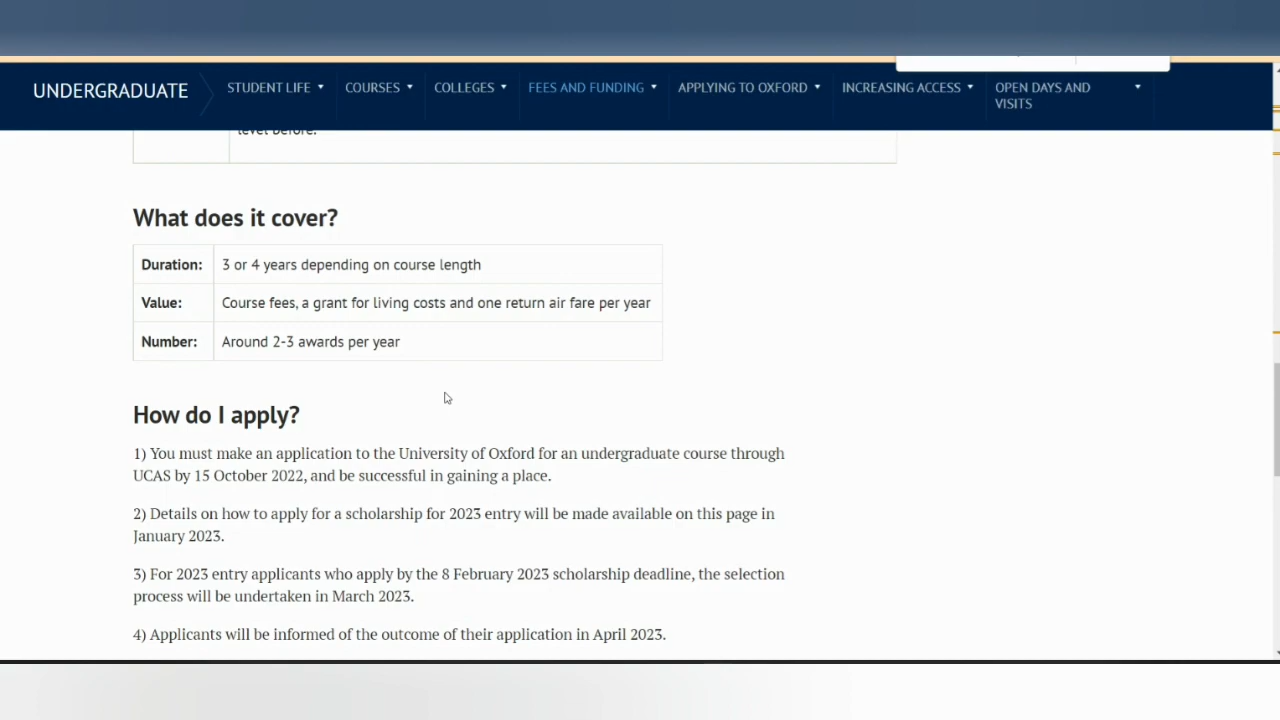 UNDERGRADUATE
STUDENT LIFE
COURSES
COLLEGES
FEES AND FUNDING
APPLYING TO OXFORD
INCREASING ACCESS
OPEN DAYS AND
VISITS
level before.
What does it cover?
Duration: 3 or 4 years depending on course length
Value: Course fees, a grant for living costs and one return air fare per year
Number: Around 2-3 awards per year
How do I apply?
1) You must make an application to the University of Oxford for an undergraduate course through
UCAS by 15 October 2022, and be successful in gaining a place.
2) Details on how to apply for a scholarship for 2023 entry will be made available on this page in
January 2023.
3) For 2023 entry applicants who apply by the 8 February 2023 scholarship deadline, the selection
process will be undertaken in March 2023.
4) Applicants will be informed of the outcome of their application in April 2023.